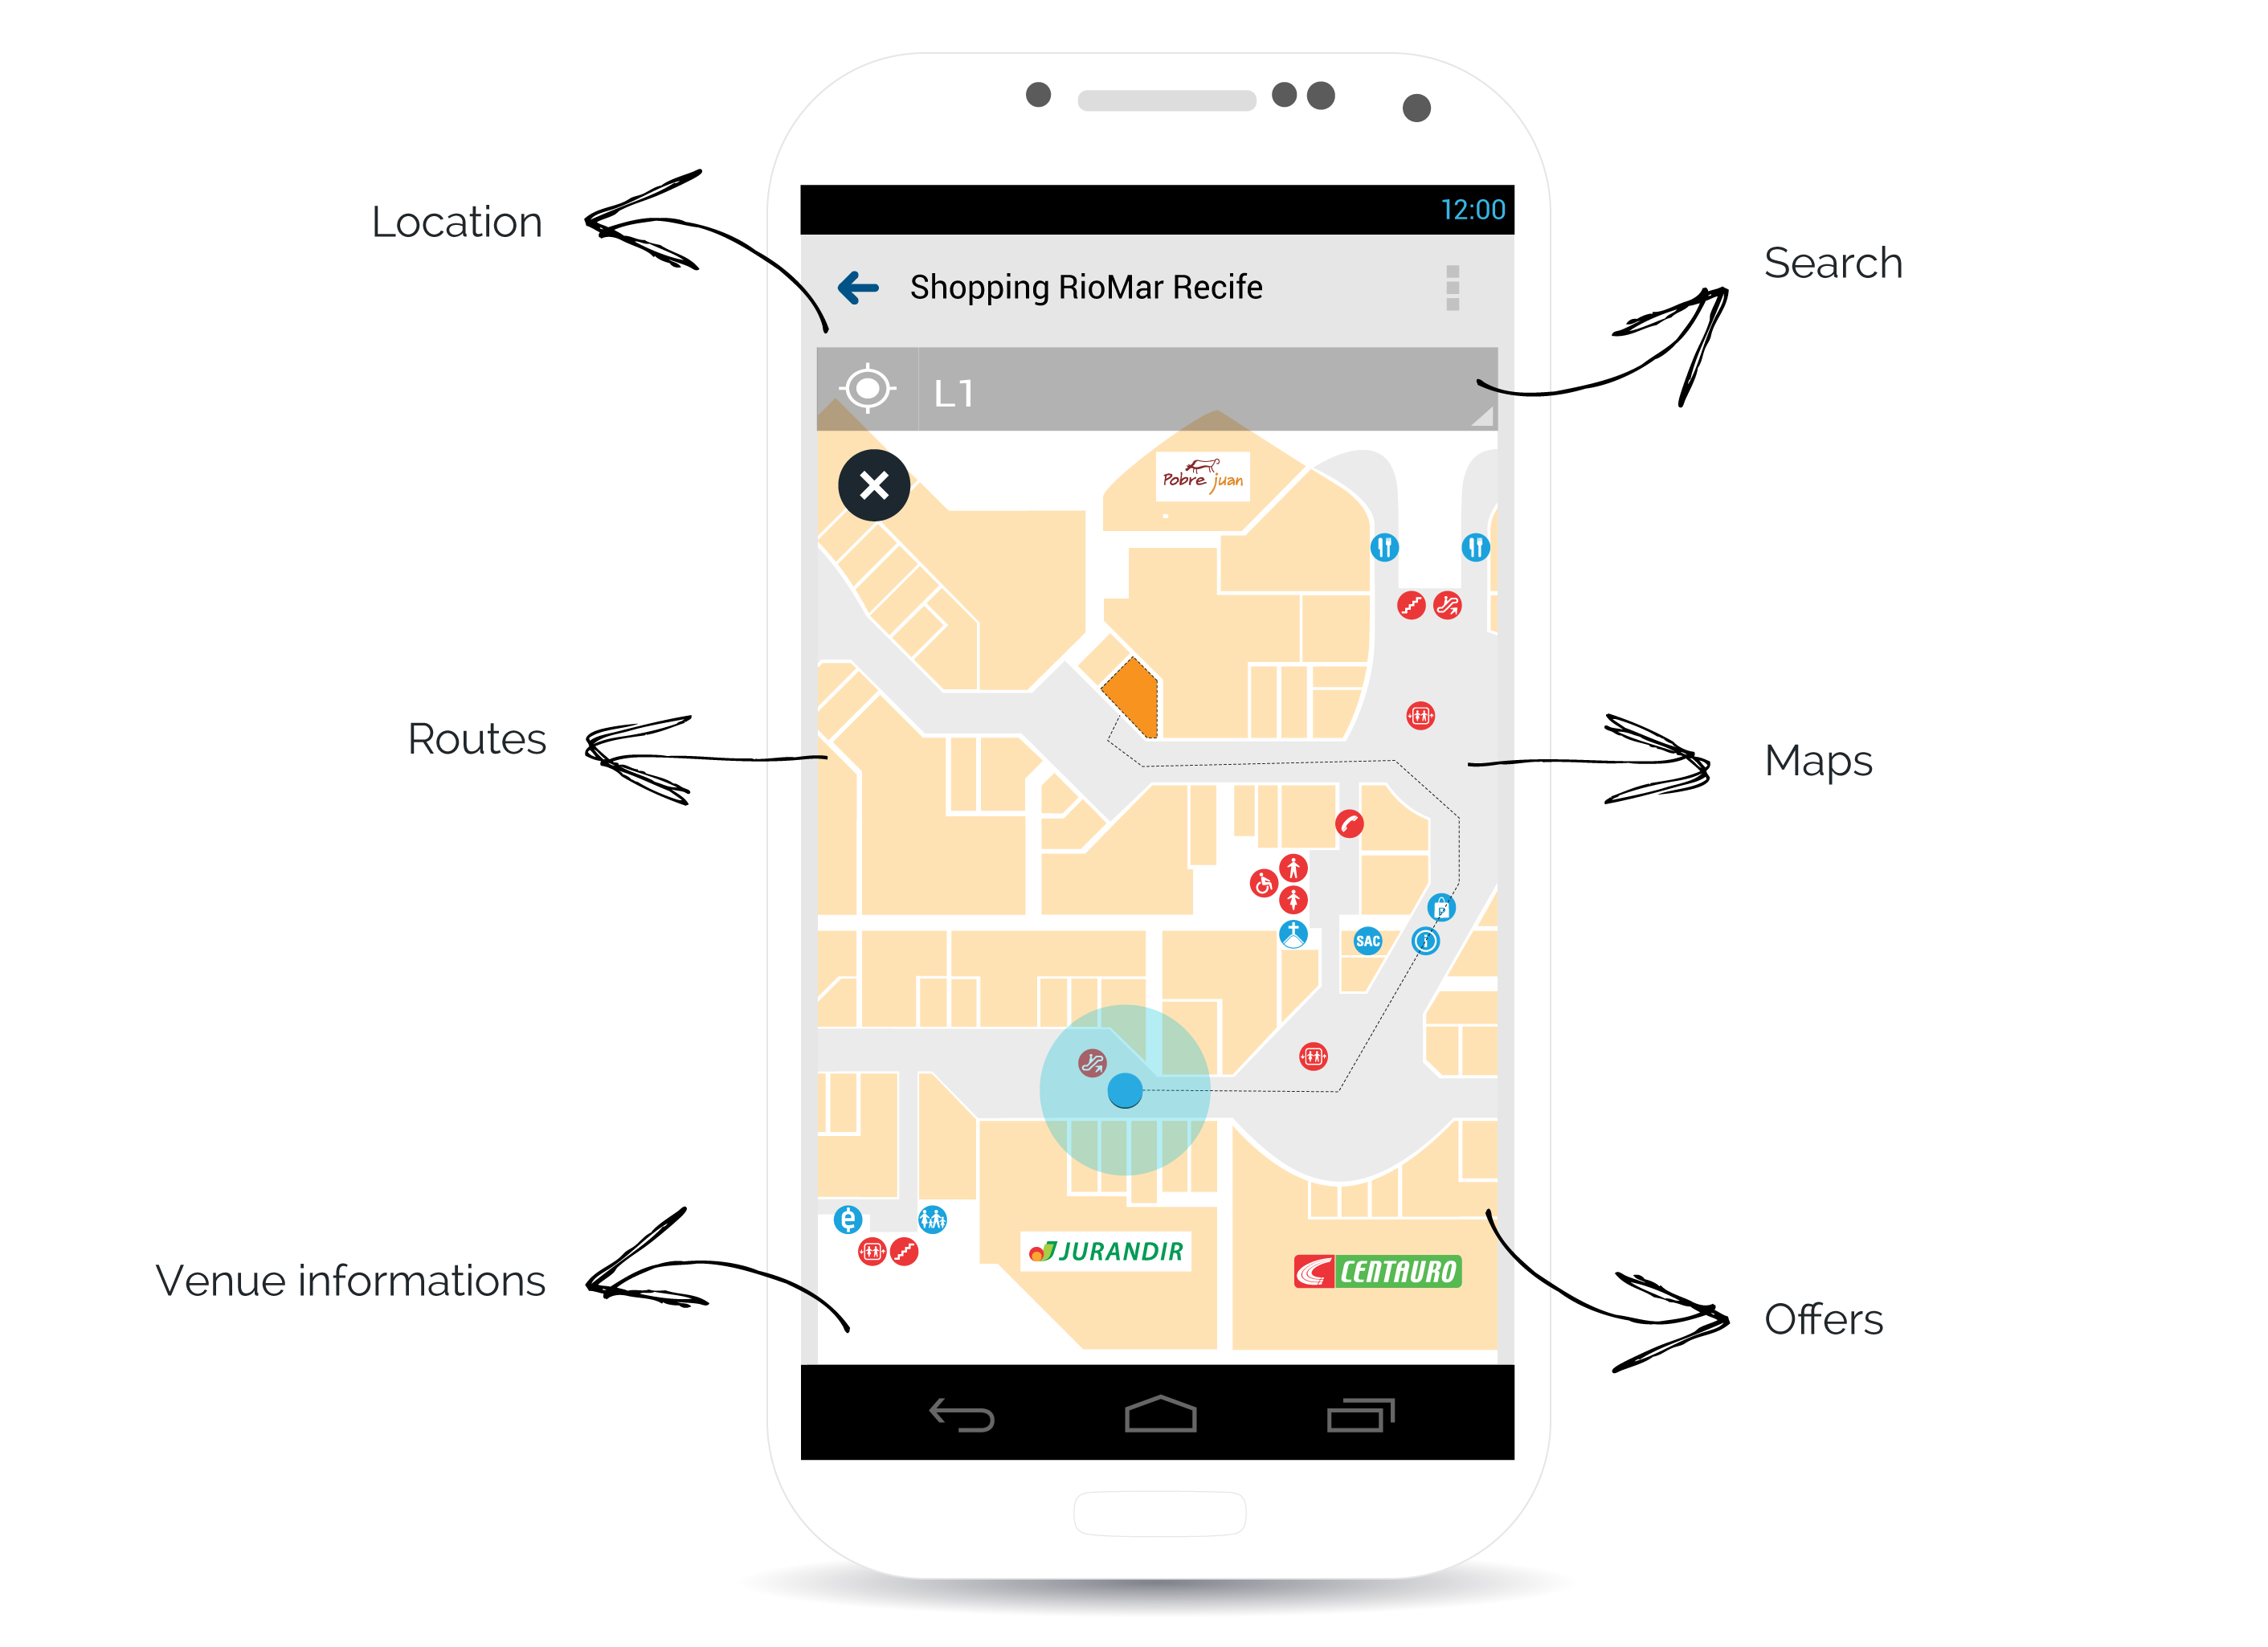 12:00
Location
Shopping RioMar Recife
Search
L1
Pobre juan
Routes
Maps
SAC
Venue informations
JURANDIR
CENTAURO
Offers